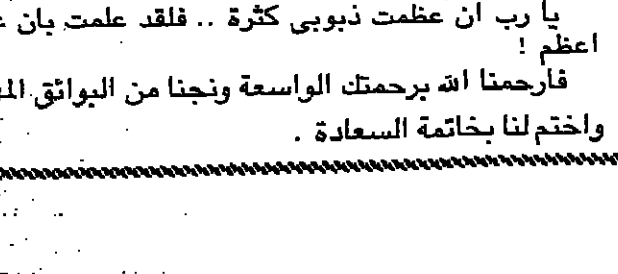 يا رب ان عظمت ذنوبى كثرة .. فلقد علمت بان
اعظم !
فارحمنا الله برحمتك الواسعة ونجنا من البوائق
واختم لنا بخاتمة السعادة .